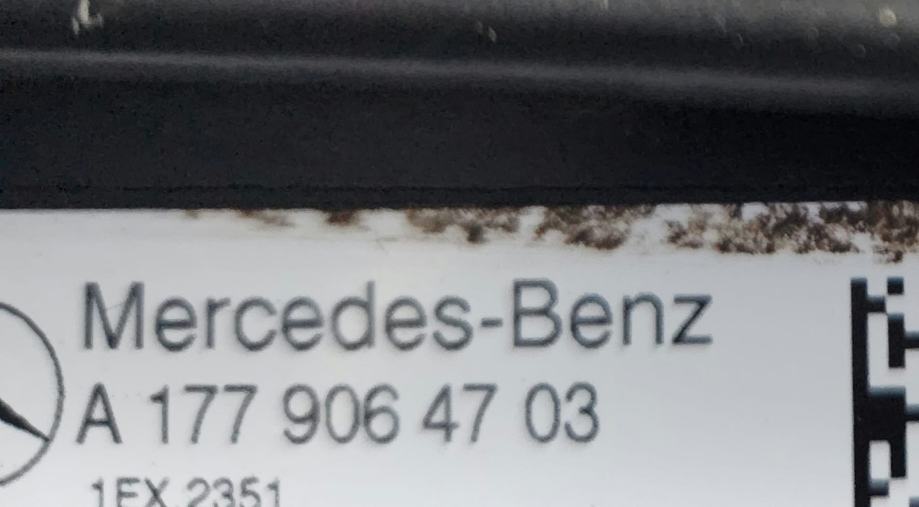 Mercedes-Benz
A 177 906 47 03
1EX.2351